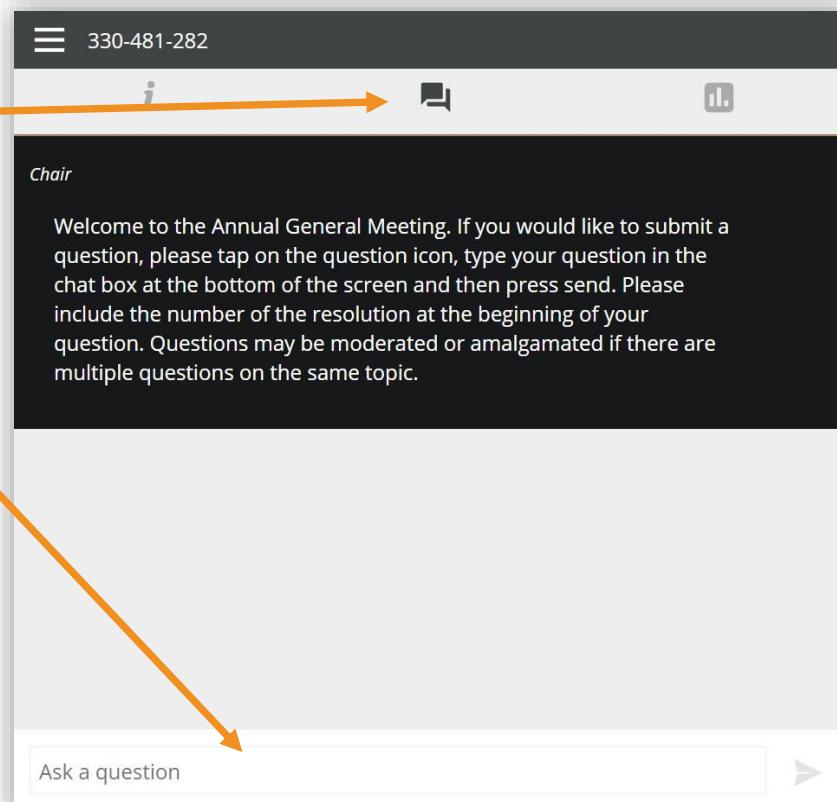 330-481-282
Chair
Welcome to the Annual General Meeting. If you would like to submit a
question, please tap on the question icon, type your question in the
chat box at the bottom of the screen and then press send. Please
include the number of the resolution at the beginning of your
question. Questions may be moderated or amalgamated if there are
multiple questions on the same topic.
Ask a question